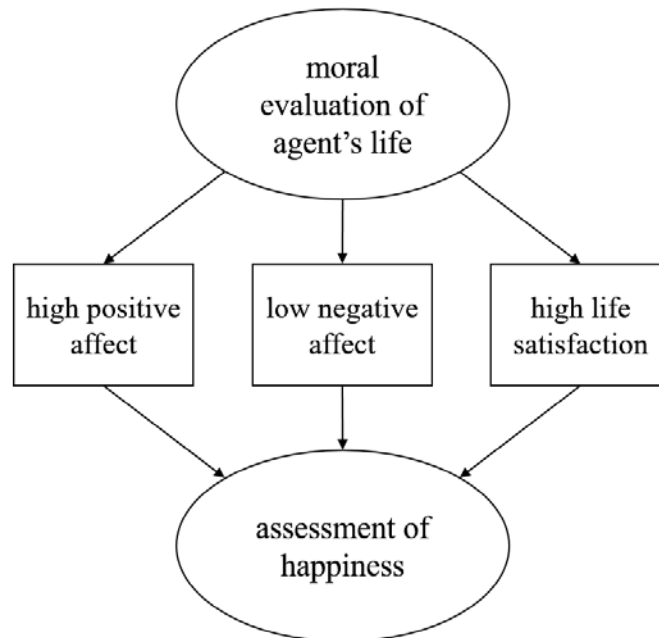 moral
evaluation of
agent's life
high positive
affect
low negative
affect
high life
satisfaction
assessment of
happiness